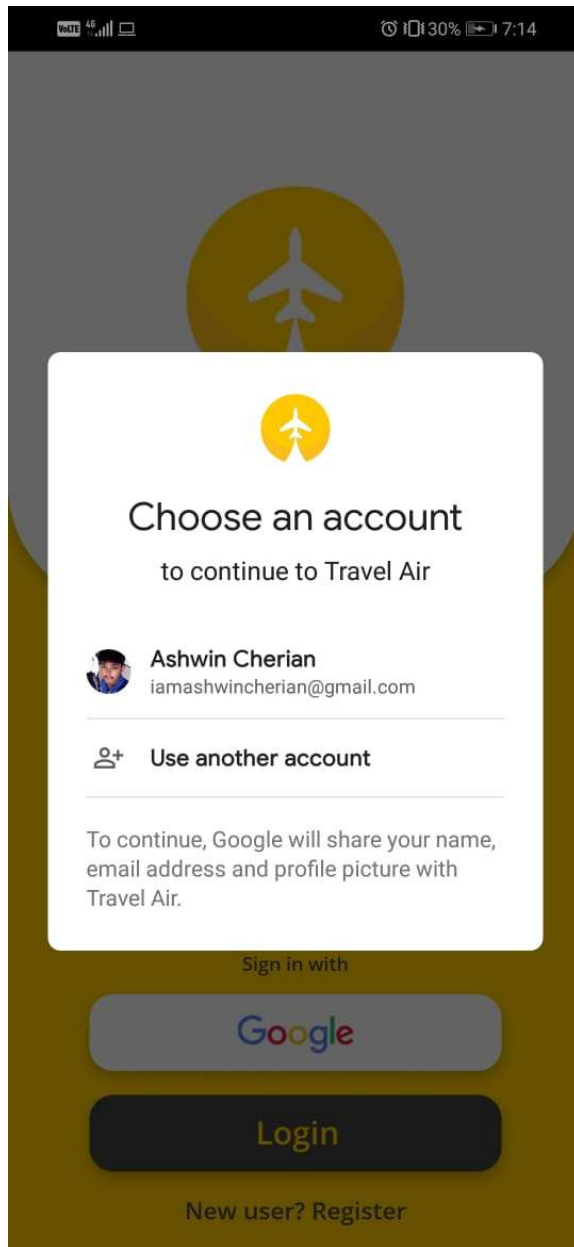 VoLTE 4G 30% 7:14
Choose an account
to continue to Travel Air
Ashwin Cherian
iamashwincherian@gmail.com
Use another account
To continue, Google will share your name,
email address and profile picture with
Travel Air.
Sign in with
Google
Login
New user? Register